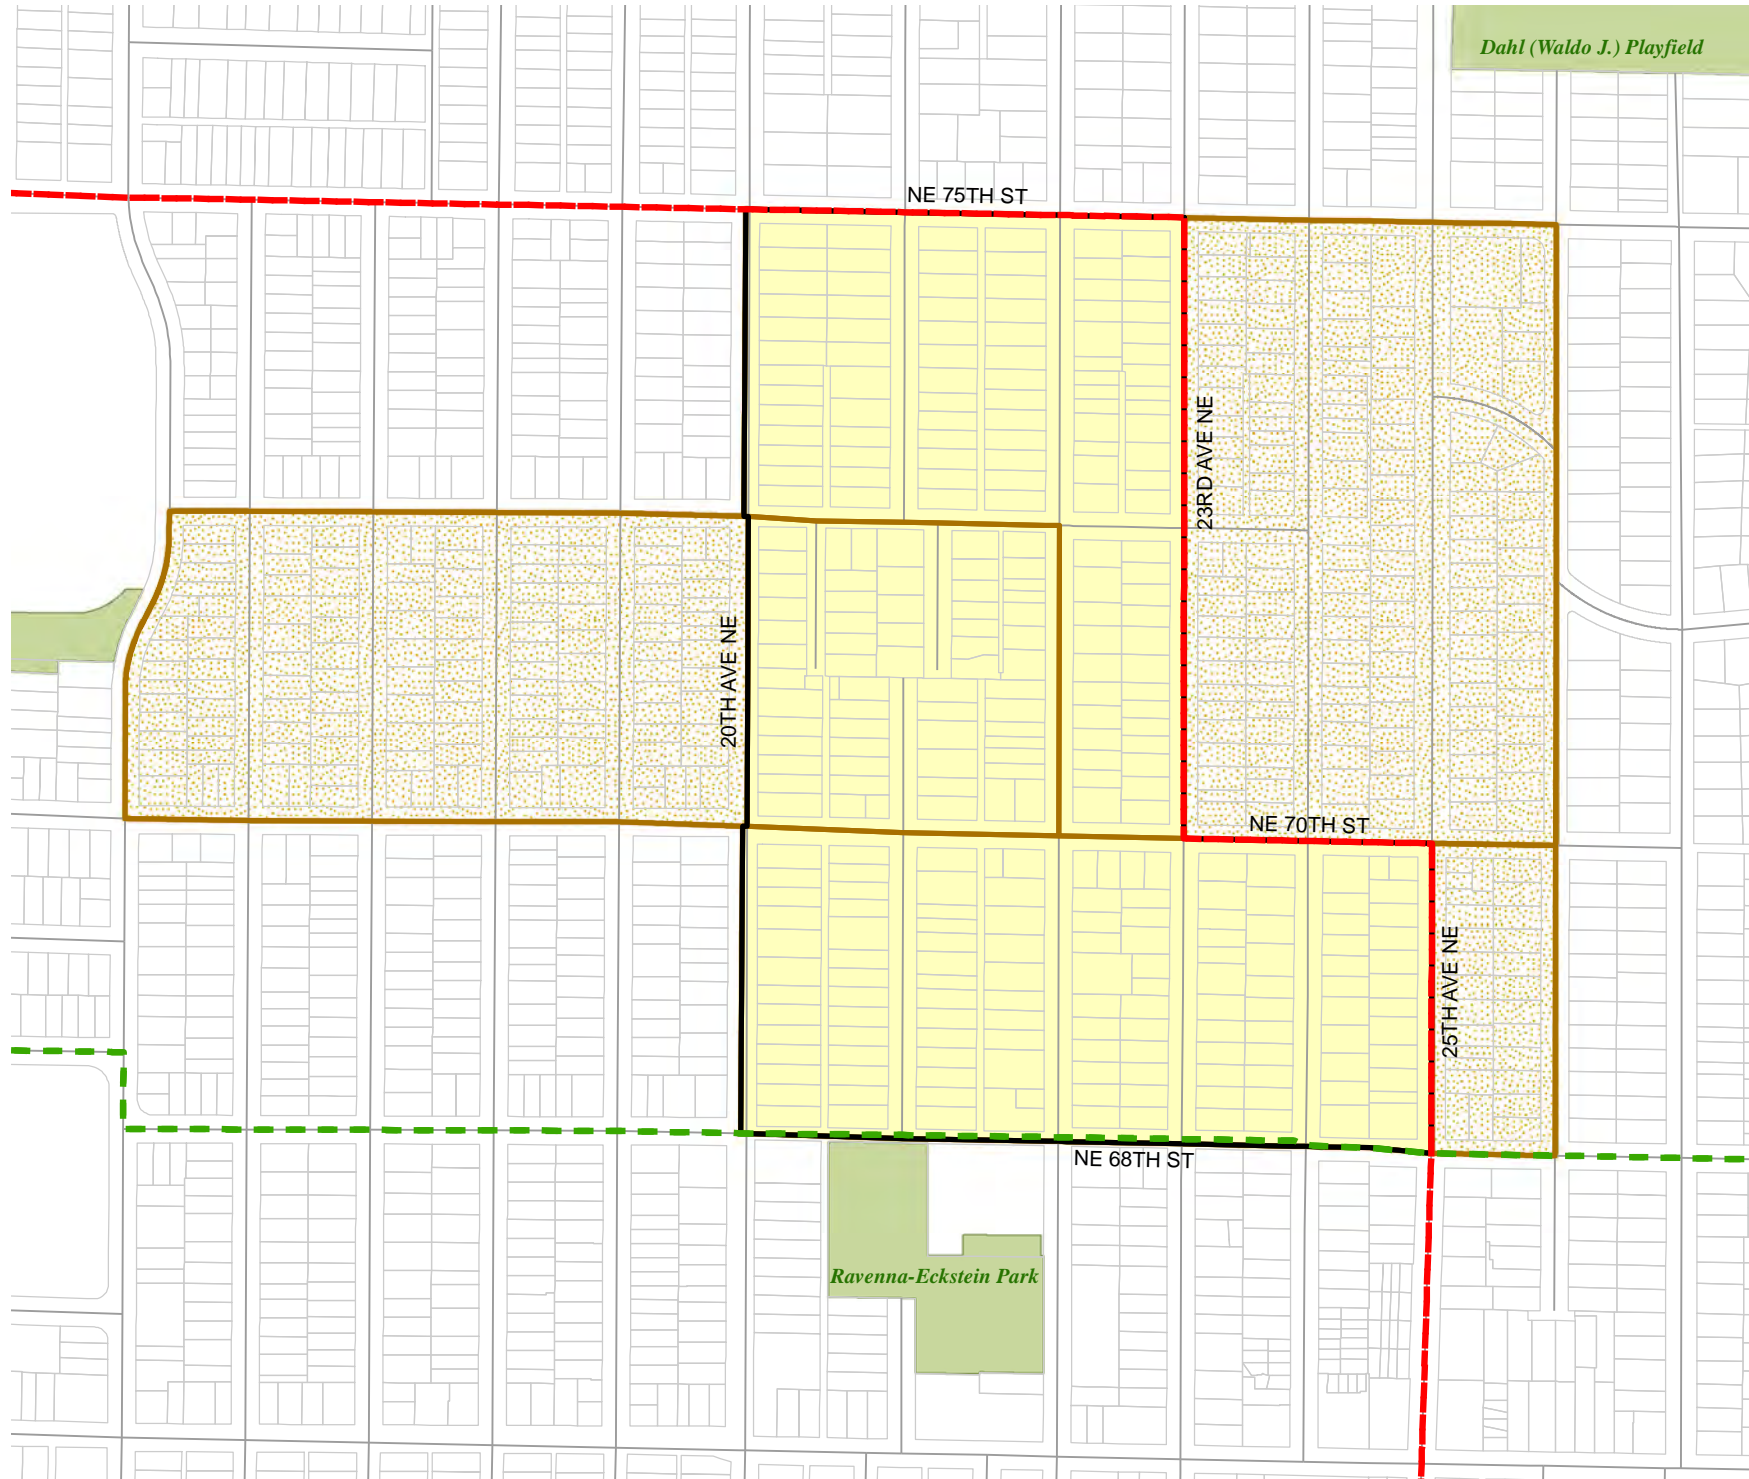 Dahl (Waldo J.) Playfield
NE 75TH ST
23RD AVE NE
20TH AVE NE
NE 70TH ST
25TH AVE NE
NE 68TH ST
Ravenna-Eckstein Park